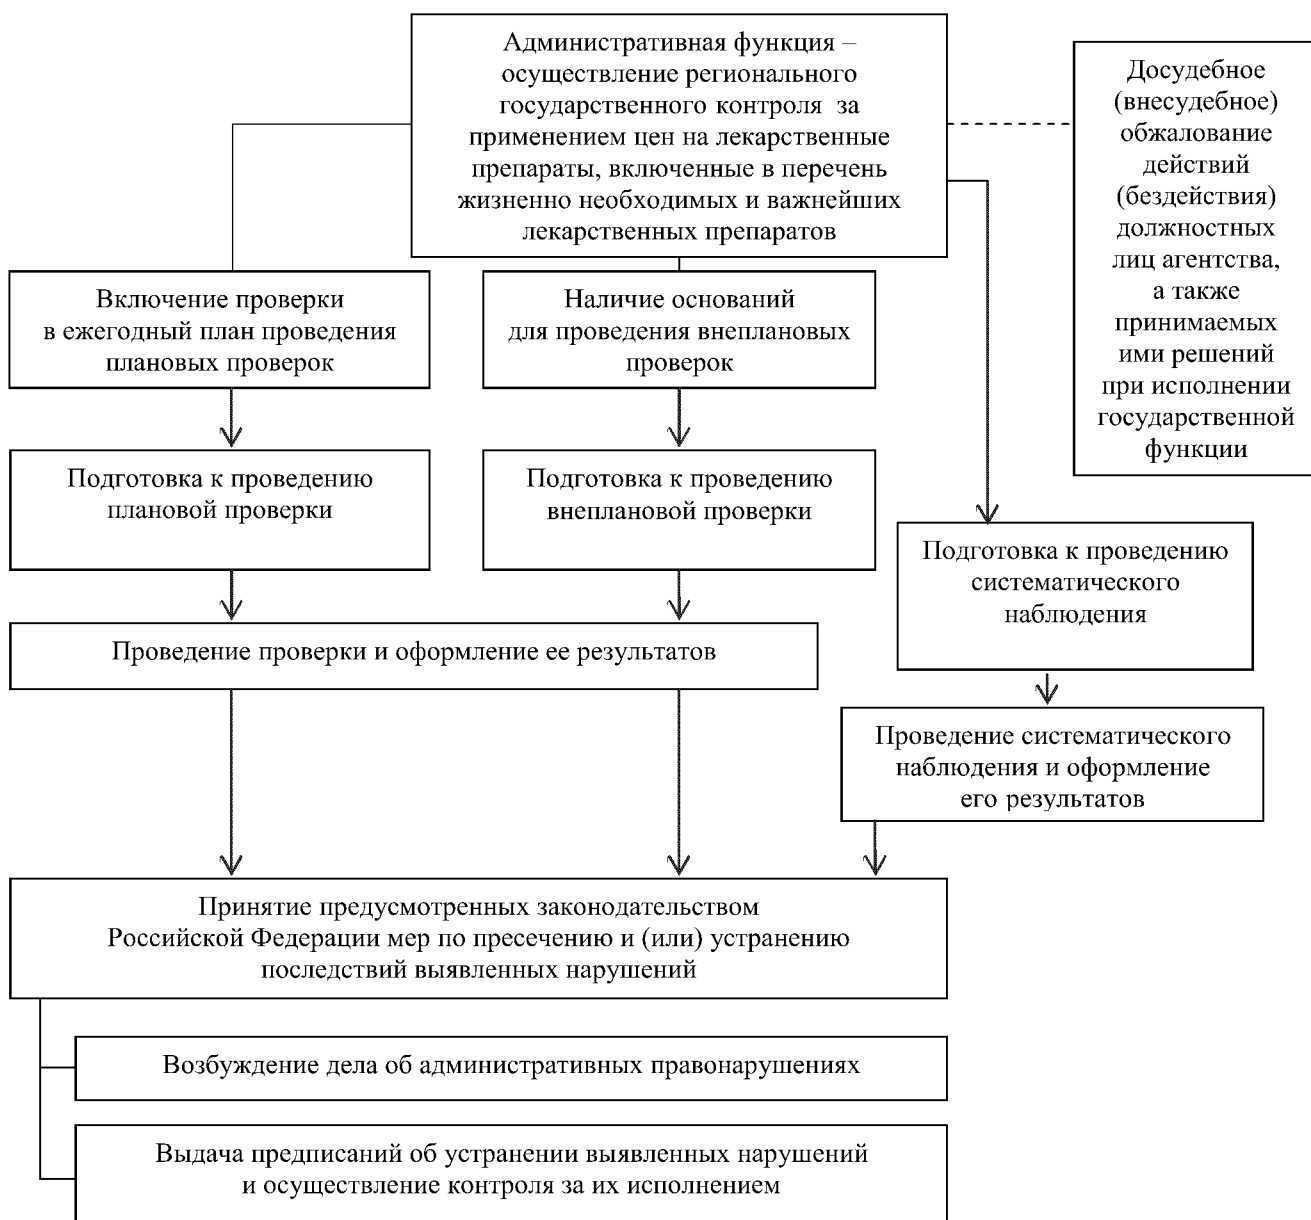 Административная функция –
осуществление регионального
государственного контроля за
применением цен на лекарственные
препараты, включенные в перечень
жизненно необходимых и важнейших
лекарственных препаратов
Досудебное
(внесудебное)
обжалование
действий
(бездействия)
должностных
лиц агентства,
а также
принимаемых
ими решений
при исполнении
государственной
функции
Включение проверки
в ежегодный план проведения
плановых проверок
Наличие оснований
для проведения внеплановых
проверок
Подготовка к проведению
плановой проверки
Подготовка к проведению
внеплановой проверки
Подготовка к проведению
систематического
наблюдения
Проведение проверки и оформление ее результатов
Проведение систематического
наблюдения и оформление
его результатов
Принятие предусмотренных законодательством
Российской Федерации мер по пресечению и (или) устранению
последствий выявленных нарушений
Возбуждение дела об административных правонарушениях
Выдача предписаний об устранении выявленных нарушений
и осуществление контроля за их исполнением